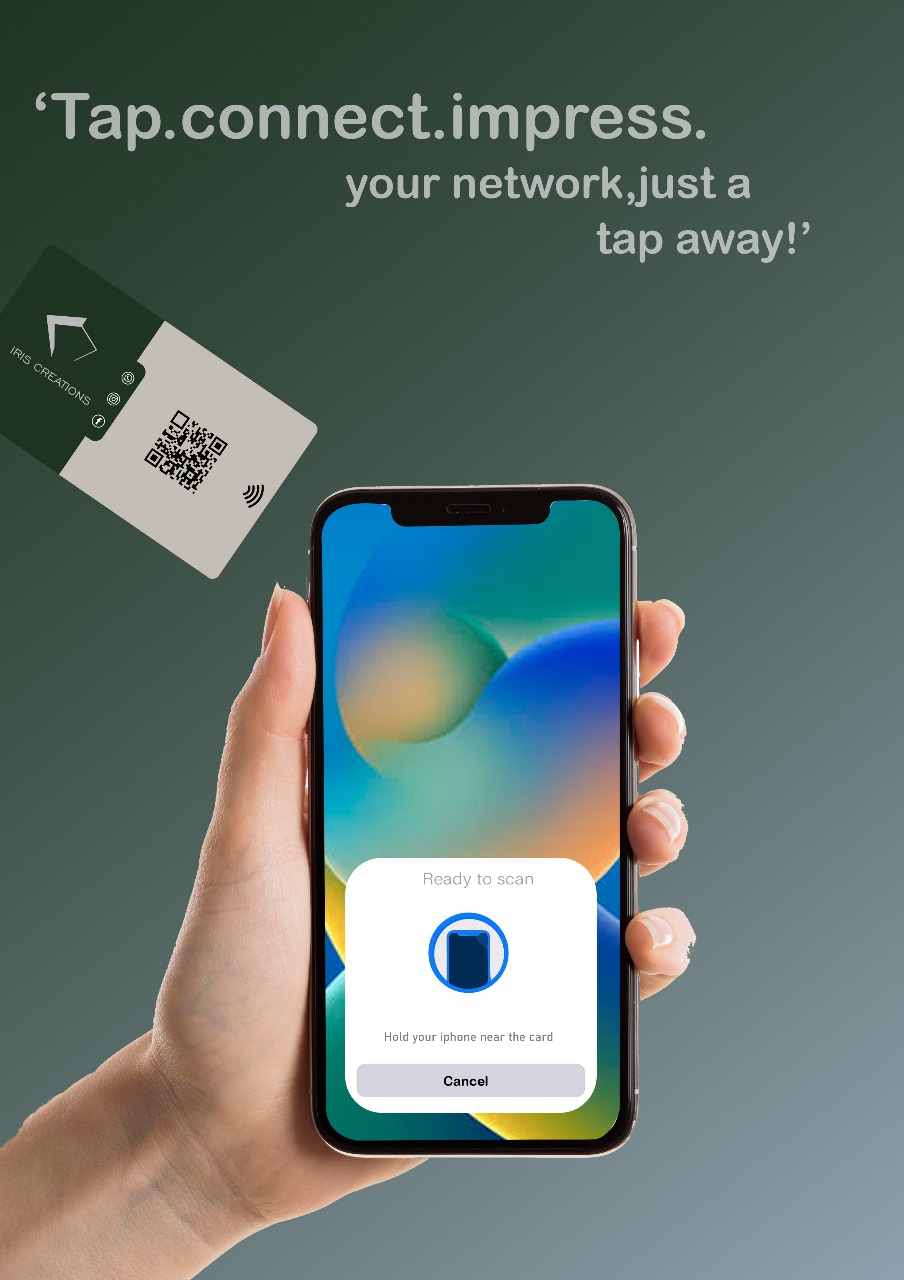 ‘Tap.connect.impress.
your network,just a
tap away!’
IRIS CREATIONS
Ready to scan
Hold your iphone near the card
Cancel